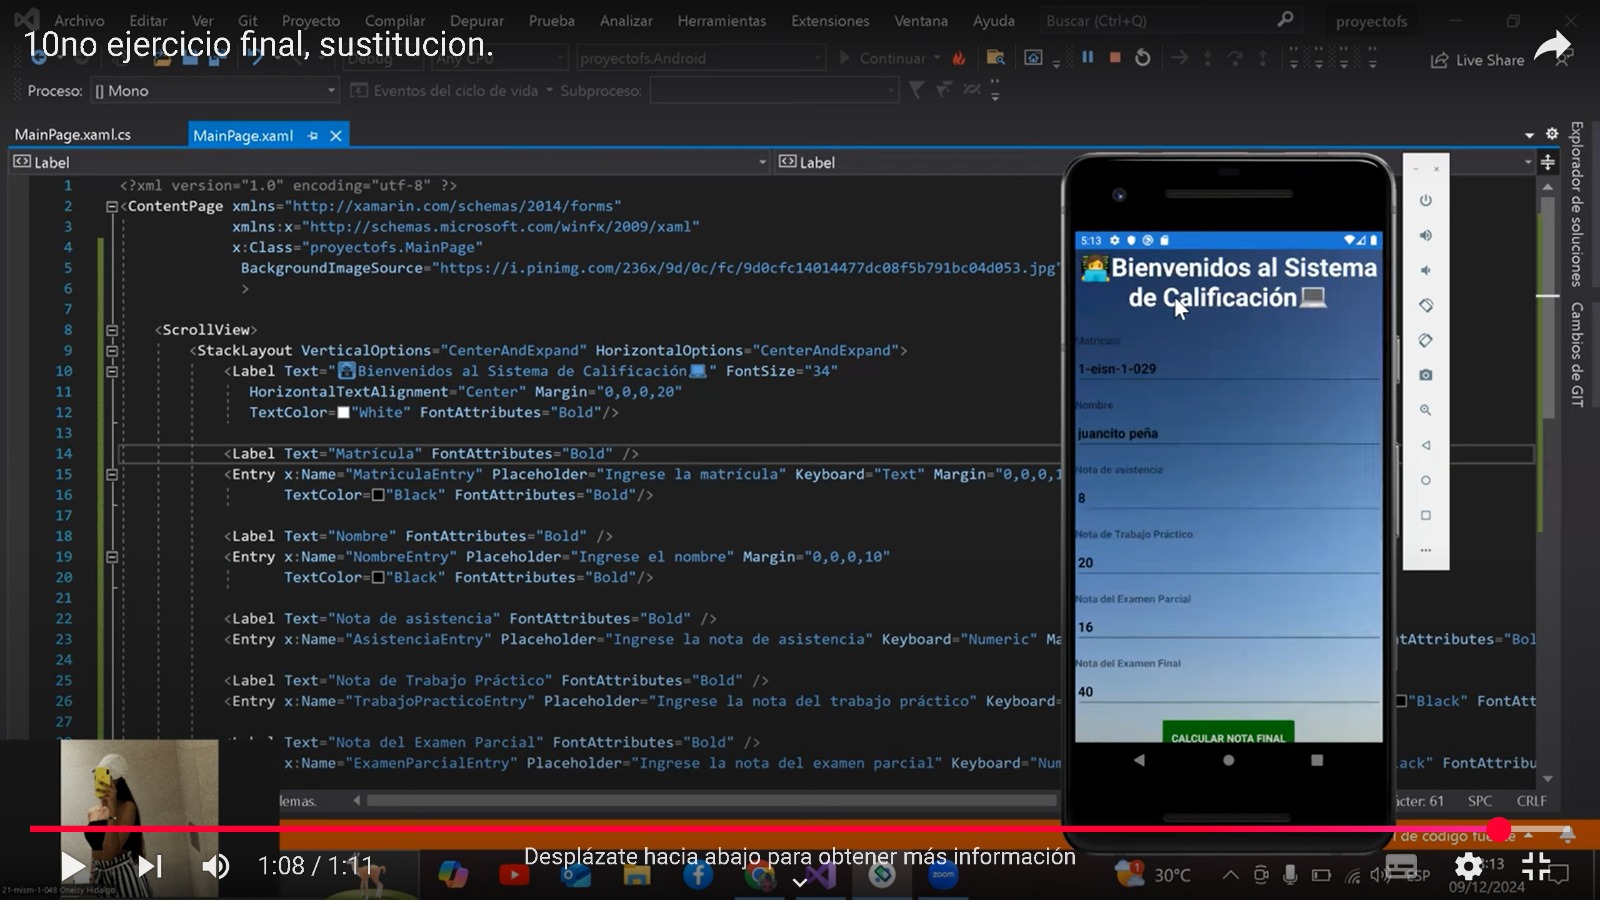 Archivo Editar Ver Git Proyecto Compilar Depurar Prueba Analizar Herramientas Extensiones Ventana Ayuda Buscar (Ctrl+Q) proyectofs
10no ejercicio final, sustitucion.
Debug Any CPU proyectofs.Android Continuar Live Share
Proceso: [] Mono Eventos del ciclo de vida Subproceso:
MainPage.xaml.cs MainPage.xaml
Label Label
1 <?xml version="1.0" encoding="utf-8" ?>
2 <ContentPage xmlns="http://xamarin.com/schemas/2014/forms"
3 xmlns:x="http://schemas.microsoft.com/winfx/2009/xaml"
4 x:Class="proyectofs.MainPage"
5 BackgroundImageSource="https://i.pinimg.com/236x/9d/0c/fc/9d0cfc14014477dc08f5b791bc04d053.jpg"
6 >
7
8 <ScrollView>
9 <StackLayout VerticalOptions="CenterAndExpand" HorizontalOptions="CenterAndExpand">
10 <Label Text="👩‍💻Bienvenidos al Sistema de Calificación💻" FontSize="34"
11 HorizontalTextAlignment="Center" Margin="0,0,0,20"
12 TextColor="White" FontAttributes="Bold"/>
13
14 <Label Text="Matrícula" FontAttributes="Bold" />
15 <Entry x:Name="MatriculaEntry" Placeholder="Ingrese la matrícula" Keyboard="Text" Margin="0,0,0,1
16 TextColor="Black" FontAttributes="Bold"/>
17
18 <Label Text="Nombre" FontAttributes="Bold" />
19 <Entry x:Name="NombreEntry" Placeholder="Ingrese el nombre" Margin="0,0,0,10"
20 TextColor="Black" FontAttributes="Bold"/>
21
22 <Label Text="Nota de asistencia" FontAttributes="Bold" />
23 <Entry x:Name="AsistenciaEntry" Placeholder="Ingrese la nota de asistencia" Keyboard="Numeric" Ma tAttributes="Bol
24
25 <Label Text="Nota de Trabajo Práctico" FontAttributes="Bold" />
26 <Entry x:Name="TrabajoPracticoEntry" Placeholder="Ingrese la nota del trabajo práctico" Keyboard= "Black" FontAtt
27
Text="Nota del Examen Parcial" FontAttributes="Bold" />
x:Name="ExamenParcialEntry" Placeholder="Ingrese la nota del examen parcial" Keyboard="Num ack" FontAttribu
5:13
👩‍💻Bienvenidos al Sistema
de Calificación💻
Matrícula
1-eisn-1-029
Nombre
juancito peña
Nota de asistencia
8
Nota de Trabajo Práctico
20
Nota del Examen Parcial
16
Nota del Examen Final
40
CALCULAR NOTA FINAL
Explorador de soluciones
Cambios de GIT
lemas. ácter: 61 SPC CRLF
de código fue
1:08 / 1:11
Desplázate hacia abajo para obtener más información
zoom
30°C
ESP
8:13
09/12/2024
21-mism-1-048 Oneisy Hidalgo